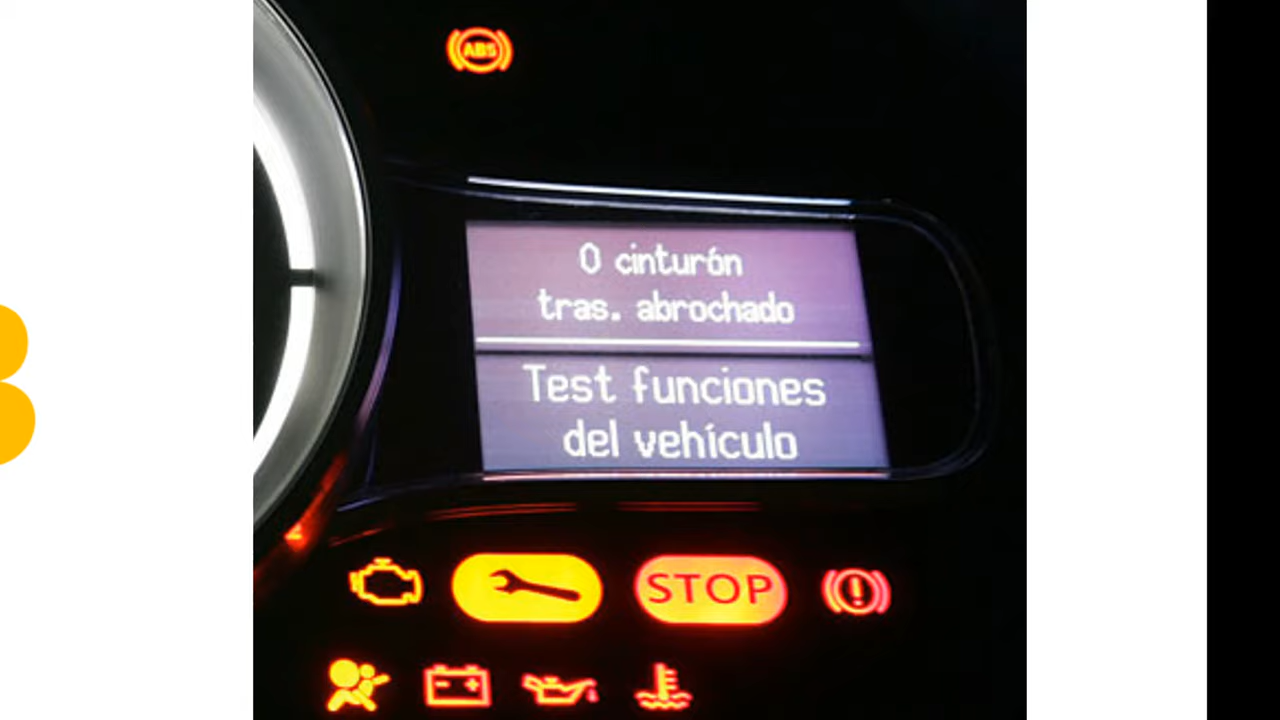 ABS
0 cinturón
tras. abrochado
Test funciones
del vehículo
STOP